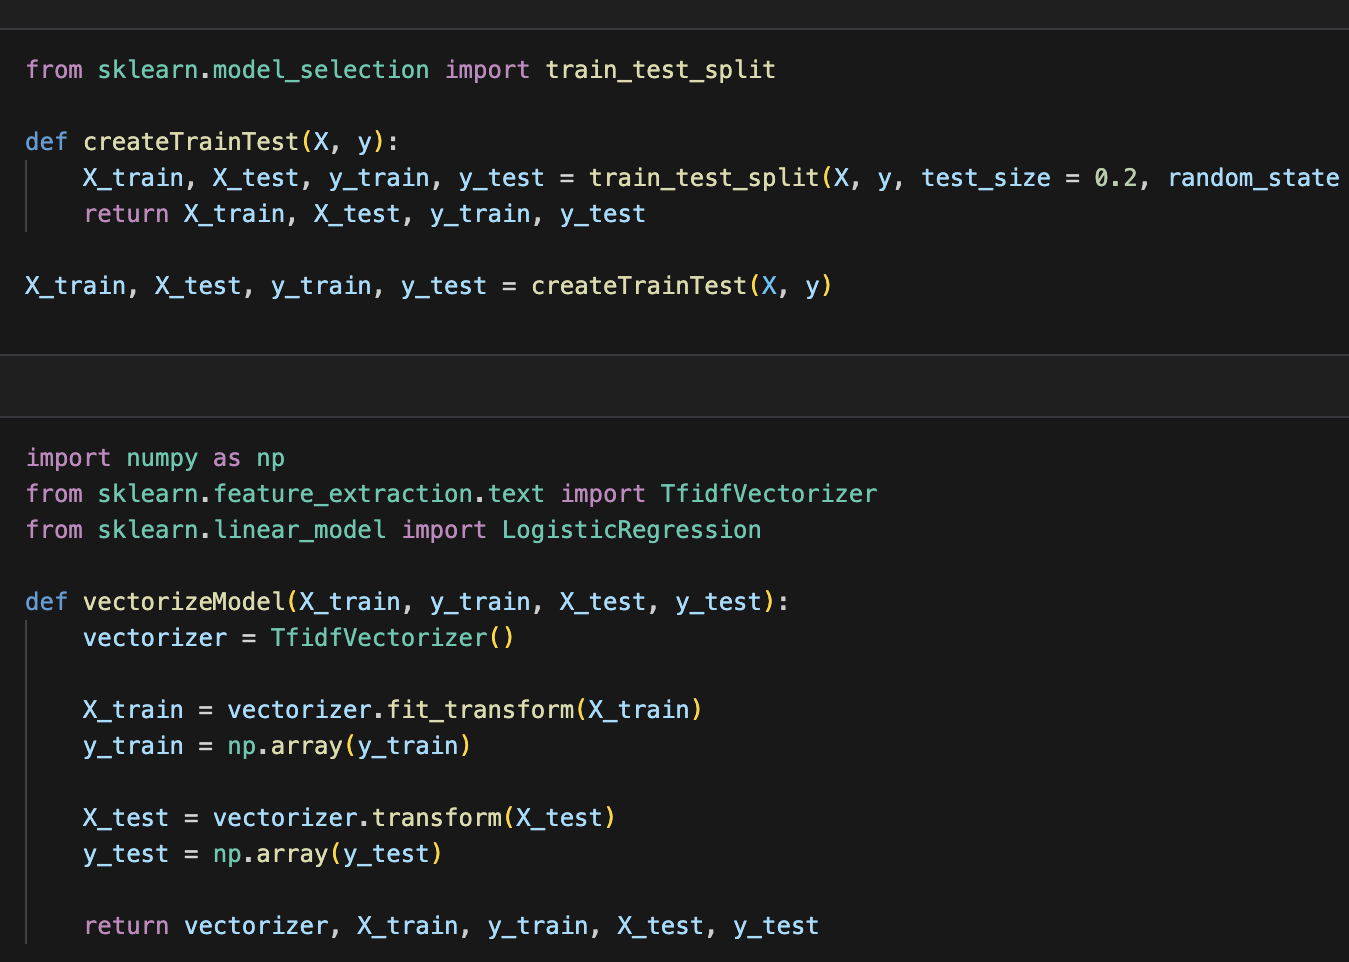 from sklearn.model_selection import train_test_split
def createTrainTest(X, y):
    X_train, X_test, y_train, y_test = train_test_split(X, y, test_size = 0.2, random_state
    return X_train, X_test, y_train, y_test
X_train, X_test, y_train, y_test = createTrainTest(X, y)
import numpy as np
from sklearn.feature_extraction.text import TfidfVectorizer
from sklearn.linear_model import LogisticRegression
def vectorizeModel(X_train, y_train, X_test, y_test):
    vectorizer = TfidfVectorizer()
    X_train = vectorizer.fit_transform(X_train)
    y_train = np.array(y_train)
    X_test = vectorizer.transform(X_test)
    y_test = np.array(y_test)
    return vectorizer, X_train, y_train, X_test, y_test